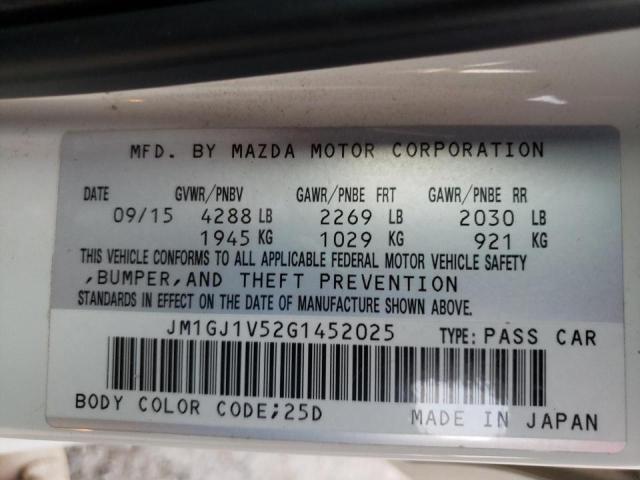 MFD. BY MAZDA MOTOR CORPORATION
DATE GVWR/PNBV GAWR/PNBE FRT GAWR/PNBE RR
09/15 4288 LB 2269 LB 2030 LB
1945 KG 1029 KG 921 KG
THIS VEHICLE CONFORMS TO ALL APPLICABLE FEDERAL MOTOR VEHICLE SAFETY
,BUMPER,AND THEFT PREVENTION
STANDARDS IN EFFECT ON THE DATE OF MANUFACTURE SHOWN ABOVE.
JM1GJ1V52G1452025 TYPE: PASS CAR
BODY COLOR CODE;25D MADE IN JAPAN